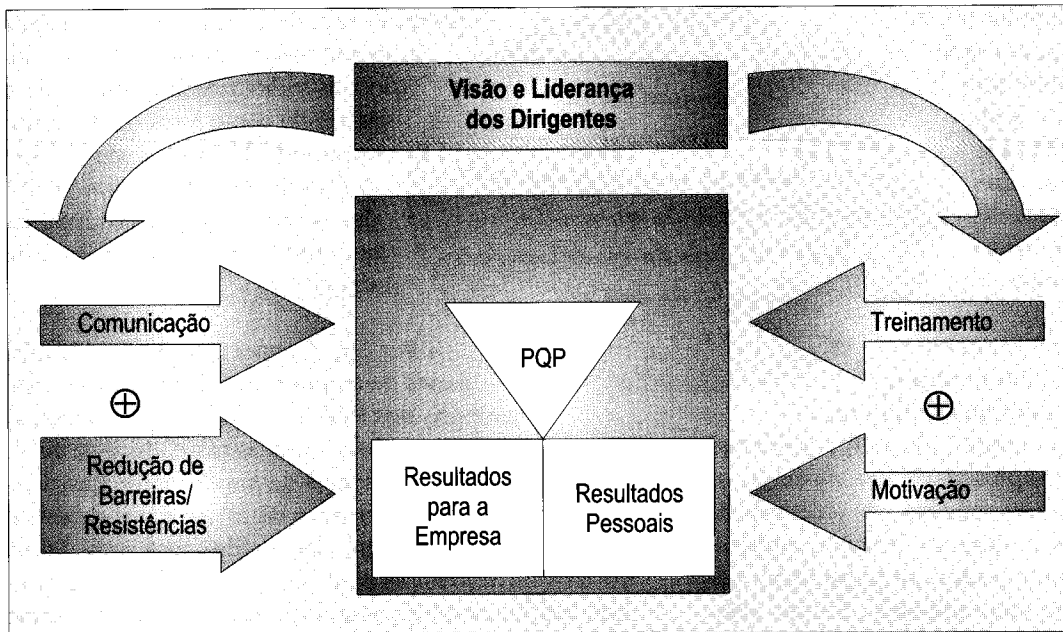 Visão e Liderança
dos Dirigentes
Comunicação
Treinamento
PQP
Redução de
Barreiras/
Resistências
Resultados
para a
Empresa
Resultados
Pessoais
Motivação